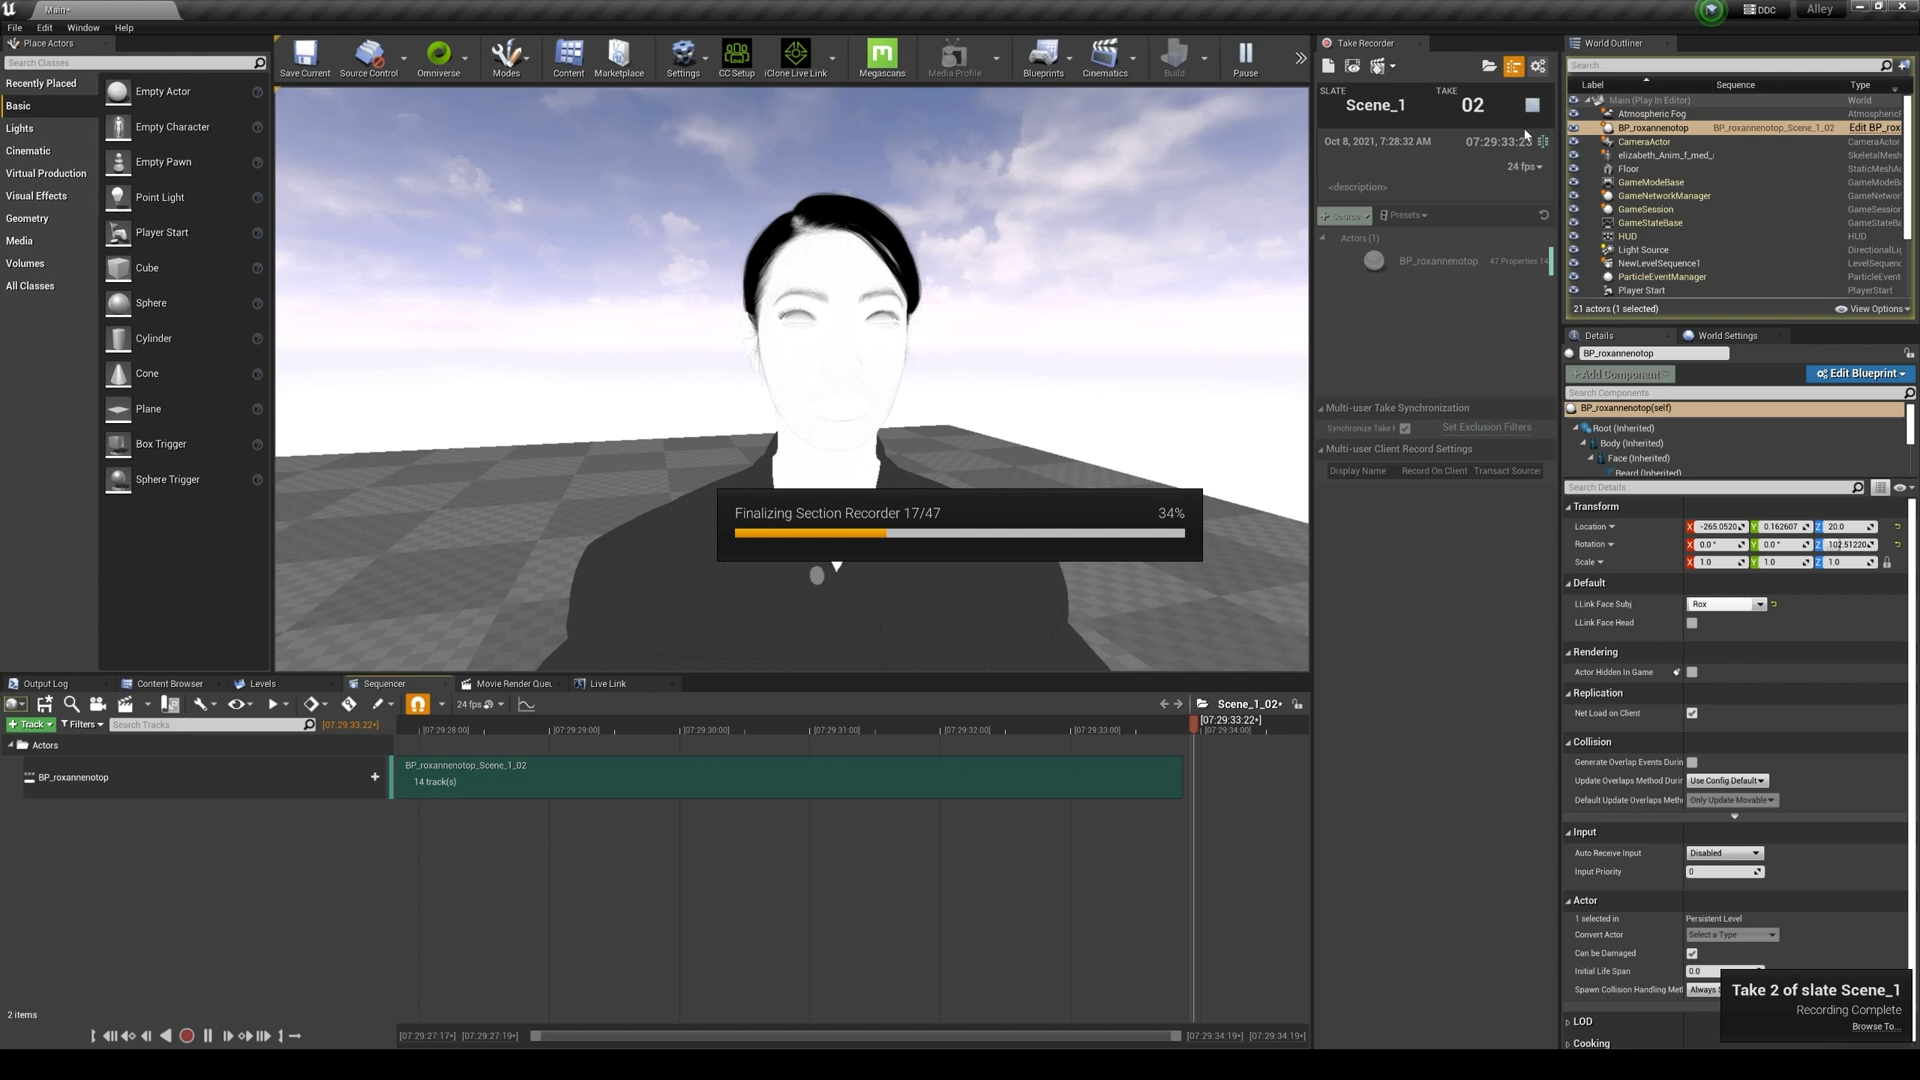 Main*
DDC
Alley
File Edit Window Help
Place Actors
Search Classes
Recently Placed
Basic
Lights
Cinematic
Virtual Production
Visual Effects
Geometry
Media
Volumes
All Classes
Empty Actor
Empty Character
Empty Pawn
Point Light
Player Start
Cube
Sphere
Cylinder
Cone
Plane
Box Trigger
Sphere Trigger
Save Current
Source Control
Omniverse
Modes
Content
Marketplace
Settings
CC Setup
iClone Live Link
Megascans
Media Profile
Blueprints
Cinematics
Build
Pause
Finalizing Section Recorder 17/47
34%
Take Recorder
SLATE
Scene_1
TAKE
02
Oct 8, 2021, 7:28:32 AM
24 fps
<description>
+ Source
Presets
Actors (1)
BP_roxannenotop
47 Properties 14
Multi-user Take Synchronization
Set Exclusion Filters
Multi-user Client Record Settings
Display Name Record On Client Transact Source
World Outliner
Search...
Label Sequence Type
Main (Play In Editor) World
Atmospheric Fog Atmospheric
BP_roxannenotop BP_roxannenotop_Scene_1_02 Edit BP_rox
CameraActor CameraActor
elizabeth_Anim_f_med_ SkeletalMesh
Floor StaticMeshAc
GameModeBase GameModeBa
GameNetworkManager GameNetwor
GameSession GameSession
GameStateBase GameStateBa
HUD HUD
Light Source DirectionalLi
NewLevelSequence1 LevelSequenc
ParticleEventManager ParticleEvent
Player Start PlayerStart
21 actors (1 selected)
View Options
Details
World Settings
BP_roxannenotop
+ Add Component
Edit Blueprint
Search Components
BP_roxannenotop(self)
Root (Inherited)
Body (Inherited)
Face (Inherited)
Beard (Inherited)
Search Details
Transform
Location X -265.0520 Y 0.162607 Z 20.0
Rotation X 0.0 ° Y 0.0 ° Z 102.51220
Scale X 1.0 Y 1.0 Z 1.0
Default
LLink Face Subj Rox
LLink Face Head
Rendering
Actor Hidden In Game
Replication
Net Load on Client
Collision
Generate Overlap Events Durin
Update Overlaps Method Durin Use Config Default
Default Update Overlaps Meth Only Update Movable
Input
Auto Receive Input Disabled
Input Priority 0
Actor
1 selected in Persistent Level
Convert Actor Select a Type
Can be Damaged
Initial Life Span 0.0
Spawn Collision Handling Met Always S
LOD
Cooking
Take 2 of slate Scene_1
Recording Complete
Browse To...
Output Log
Content Browser
Levels
Sequencer
Movie Render Queu
Live Link
24 fps
Scene_1_02*
+ Track
Filters
Search Tracks
[07:29:33:22*]
[07:29:33:22*]
[07:29:28:00] [07:29:29:00] [07:29:30:00] [07:29:31:00] [07:29:32:00] [07:29:33:00] [07:29:34:00]
Actors
BP_roxannenotop
BP_roxannenotop_Scene_1_02
14 track(s)
2 items
[07:29:27:17*] [07:29:27:19*]
[07:29:34:19*] [07:29:34:19*]